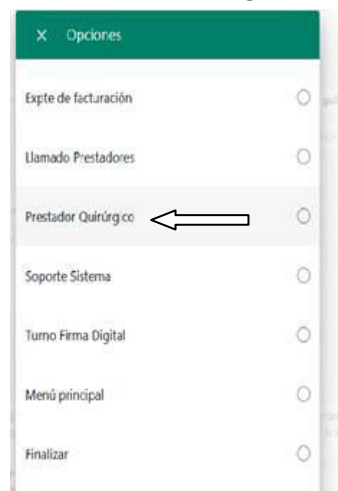 X Opciones
Expte de facturación
Llamado Prestadores
Prestador Quirúrgico
Soporte Sistema
Turno Firma Digital
Menú principal
Finalizar